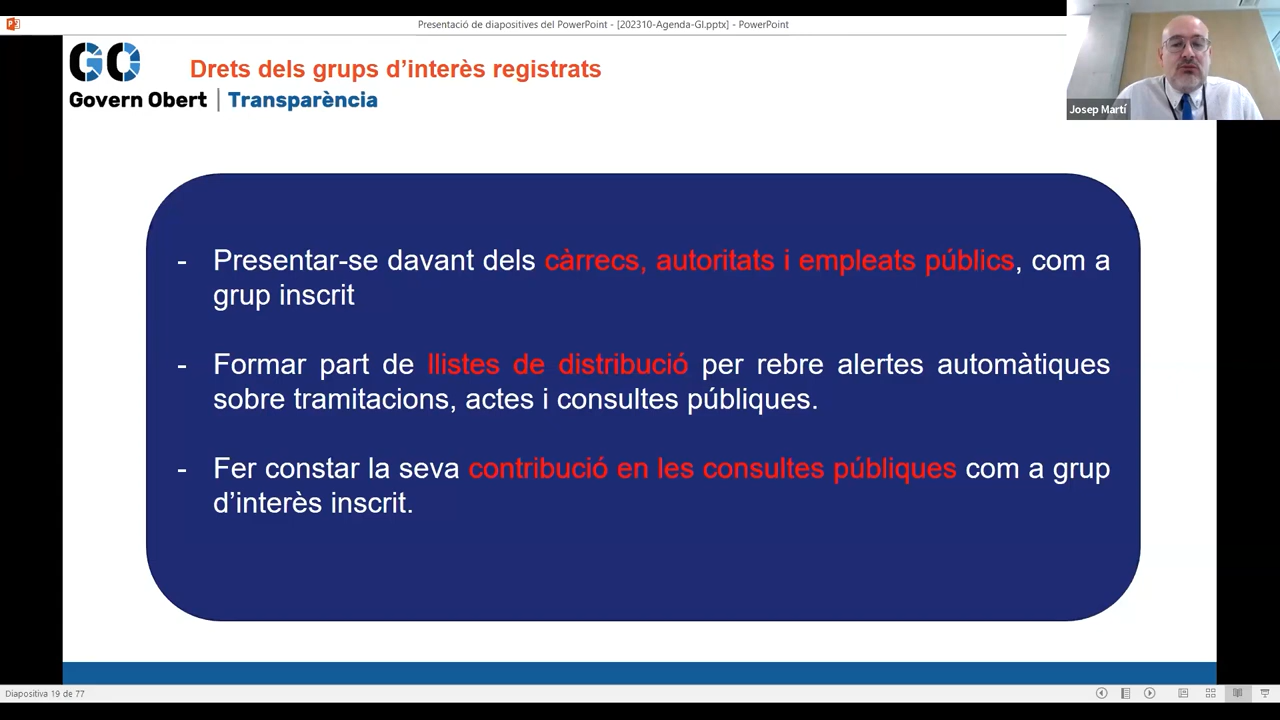 Presentació de diapositives del PowerPoint - [202310-Agenda-GI.pptx] - PowerPoint
GO
Drets dels grups d’interès registrats
Govern Obert | Transparència
Josep Martí
- Presentar-se davant dels càrrecs, autoritats i empleats públics, com a
grup inscrit
- Formar part de llistes de distribució per rebre alertes automàtiques
sobre tramitacions, actes i consultes públiques.
- Fer constar la seva contribució en les consultes públiques com a grup
d’interès inscrit.
Diapositiva 19 de 77